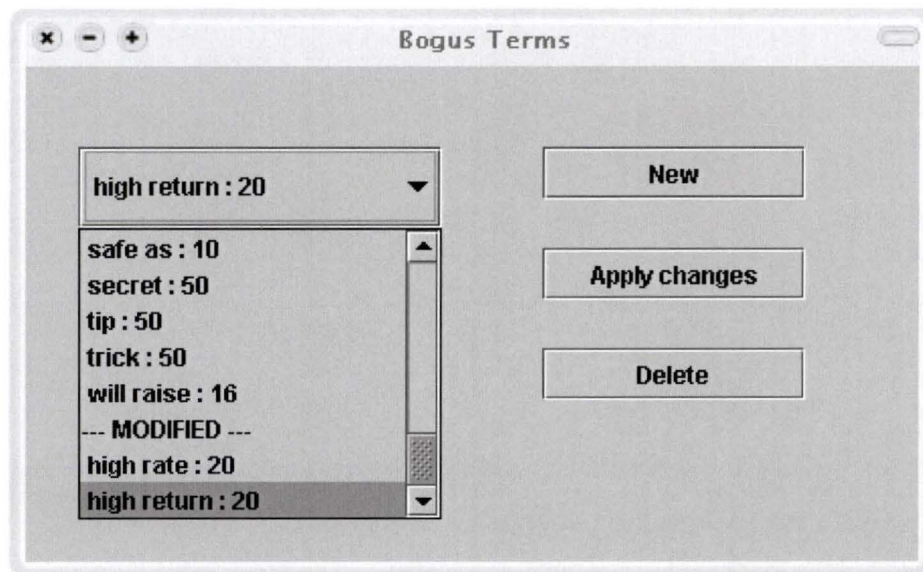 Bogus Terms
high return : 20
safe as : 10
secret : 50
tip : 50
trick : 50
will raise : 16
--- MODIFIED ---
high rate : 20
high return : 20
New
Apply changes
Delete